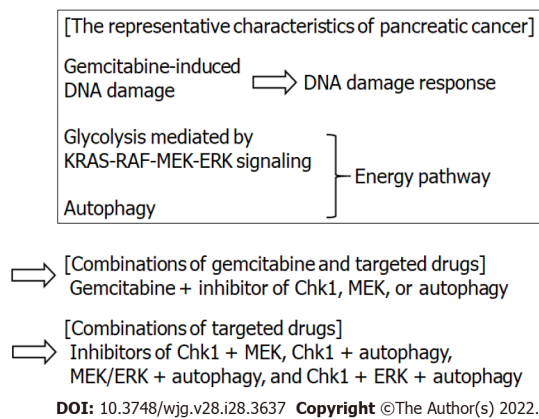 [The representative characteristics of pancreatic cancer]
Gemcitabine-induced
DNA damage
DNA damage response
Glycolysis mediated by
KRAS-RAF-MEK-ERK signaling
Energy pathway
Autophagy
[Combinations of gemcitabine and targeted drugs]
Gemcitabine + inhibitor of Chk1, MEK, or autophagy
[Combinations of targeted drugs]
Inhibitors of Chk1 + MEK, Chk1 + autophagy,
MEK/ERK + autophagy, and Chk1 + ERK + autophagy
DOI: 10.3748/wjg.v28.i28.3637 Copyright ©The Author(s) 2022.